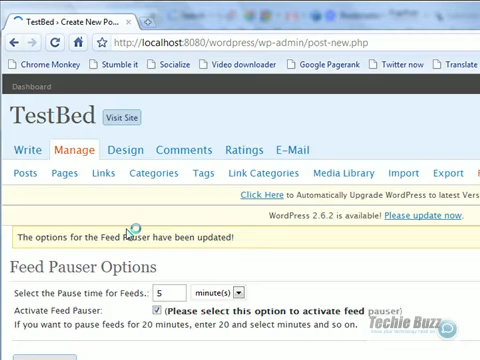 TestBed › Create New Po...
http://localhost:8080/wordpress/wp-admin/post-new.php
Chrome Monkey Stumble it Socialize Video downloader Google Pagerank Twitter now Translate
Dashboard
TestBed Visit Site
Write Manage Design Comments Ratings E-Mail
Posts Pages Links Categories Tags Link Categories Media Library Import Export
Click Here to Automatically Upgrade WordPress to latest Vers
WordPress 2.6.2 is available! Please update now.
The options for the Feed Pauser have been updated!
Feed Pauser Options
Select the Pause time for Feeds.: 5 minute(s)
Activate Feed Pauser: (Please select this option to activate feed pauser)
If you want to pause feeds for 20 minutes, enter 20 and select minutes and so on.
Techie Buzz